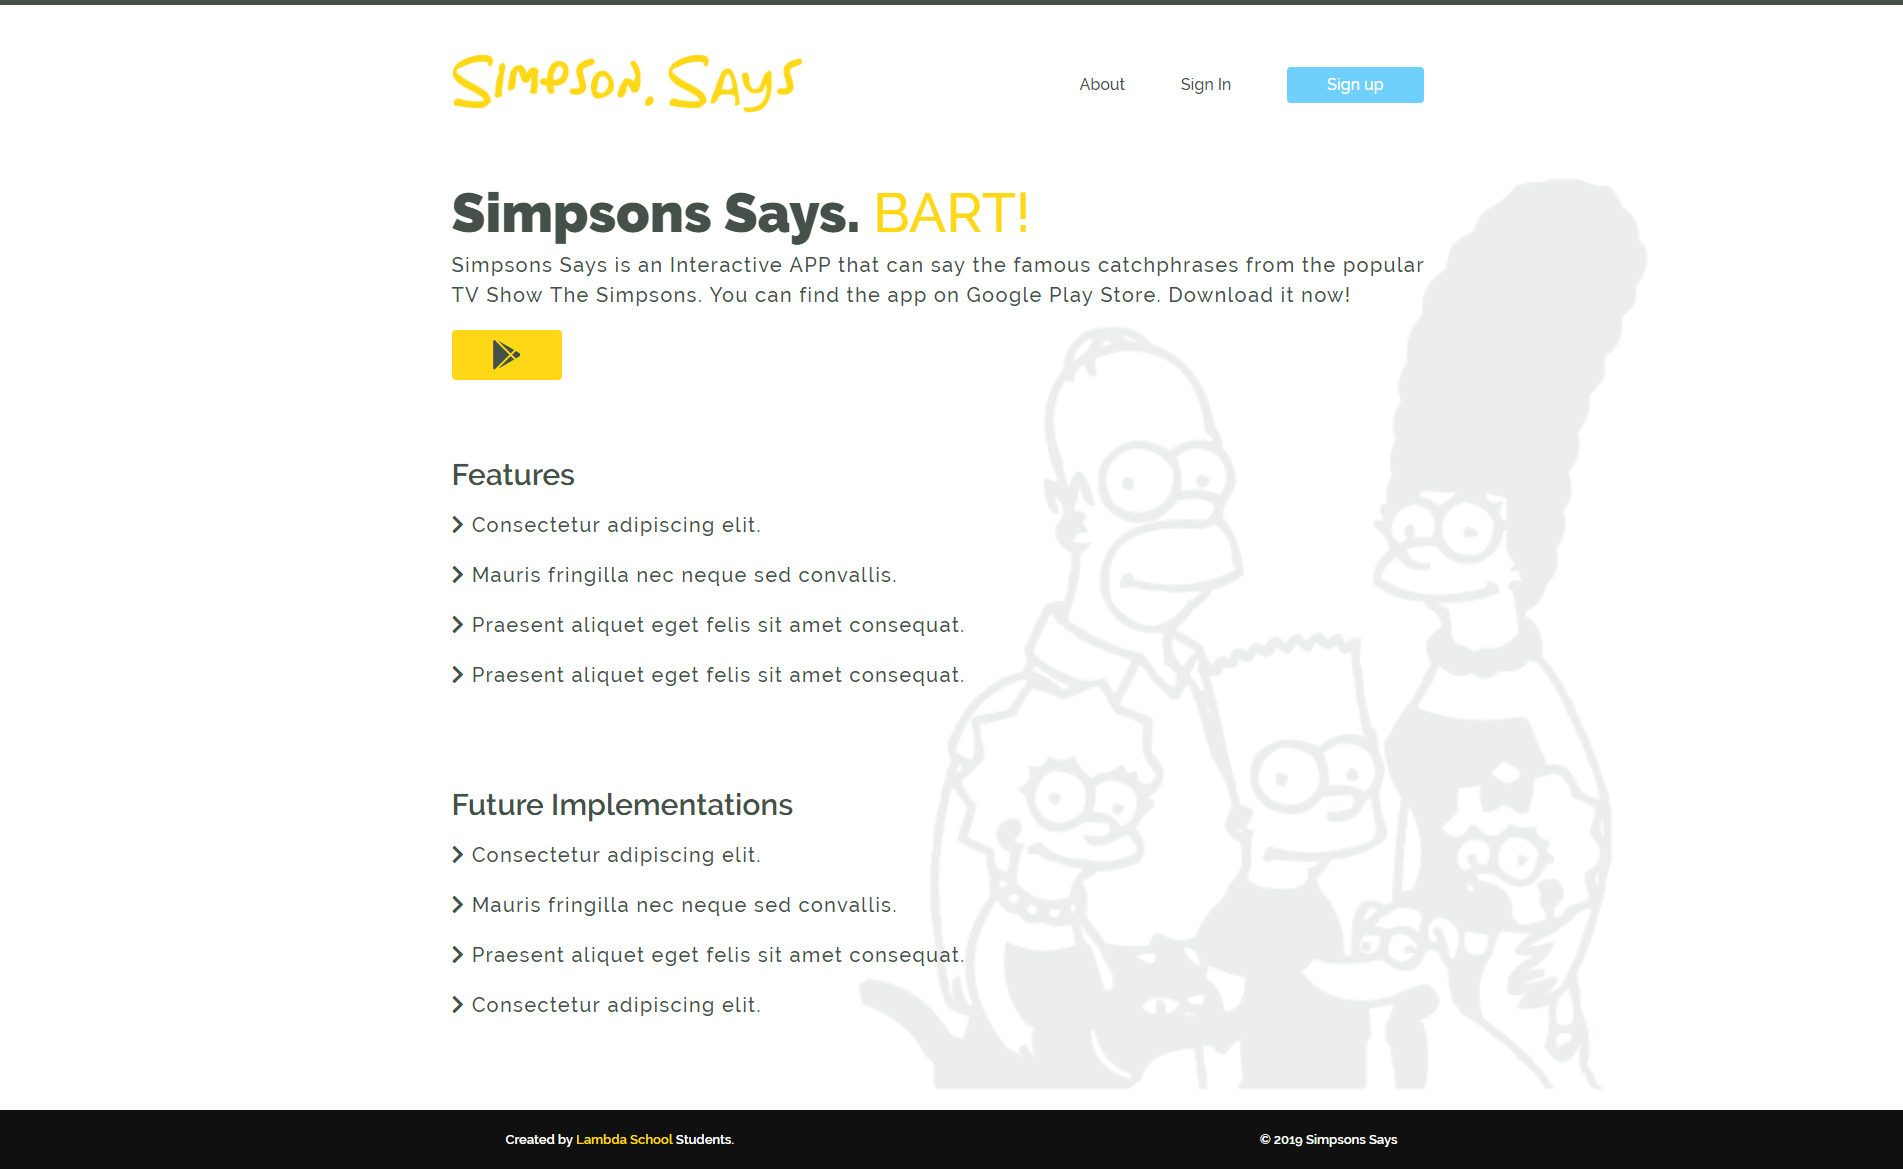 Simpson. Says
About
Sign In
Sign up
Simpsons Says. BART!
Simpsons Says is an Interactive APP that can say the famous catchphrases from the popular
TV Show The Simpsons. You can find the app on Google Play Store. Download it now!
Features
Consectetur adipiscing elit.
Mauris fringilla nec neque sed convallis.
Praesent aliquet eget felis sit amet consequat.
Praesent aliquet eget felis sit amet consequat.
Future Implementations
Consectetur adipiscing elit.
Mauris fringilla nec neque sed convallis.
Praesent aliquet eget felis sit amet consequat.
Consectetur adipiscing elit.
Created by Lambda School Students.
© 2019 Simpsons Says